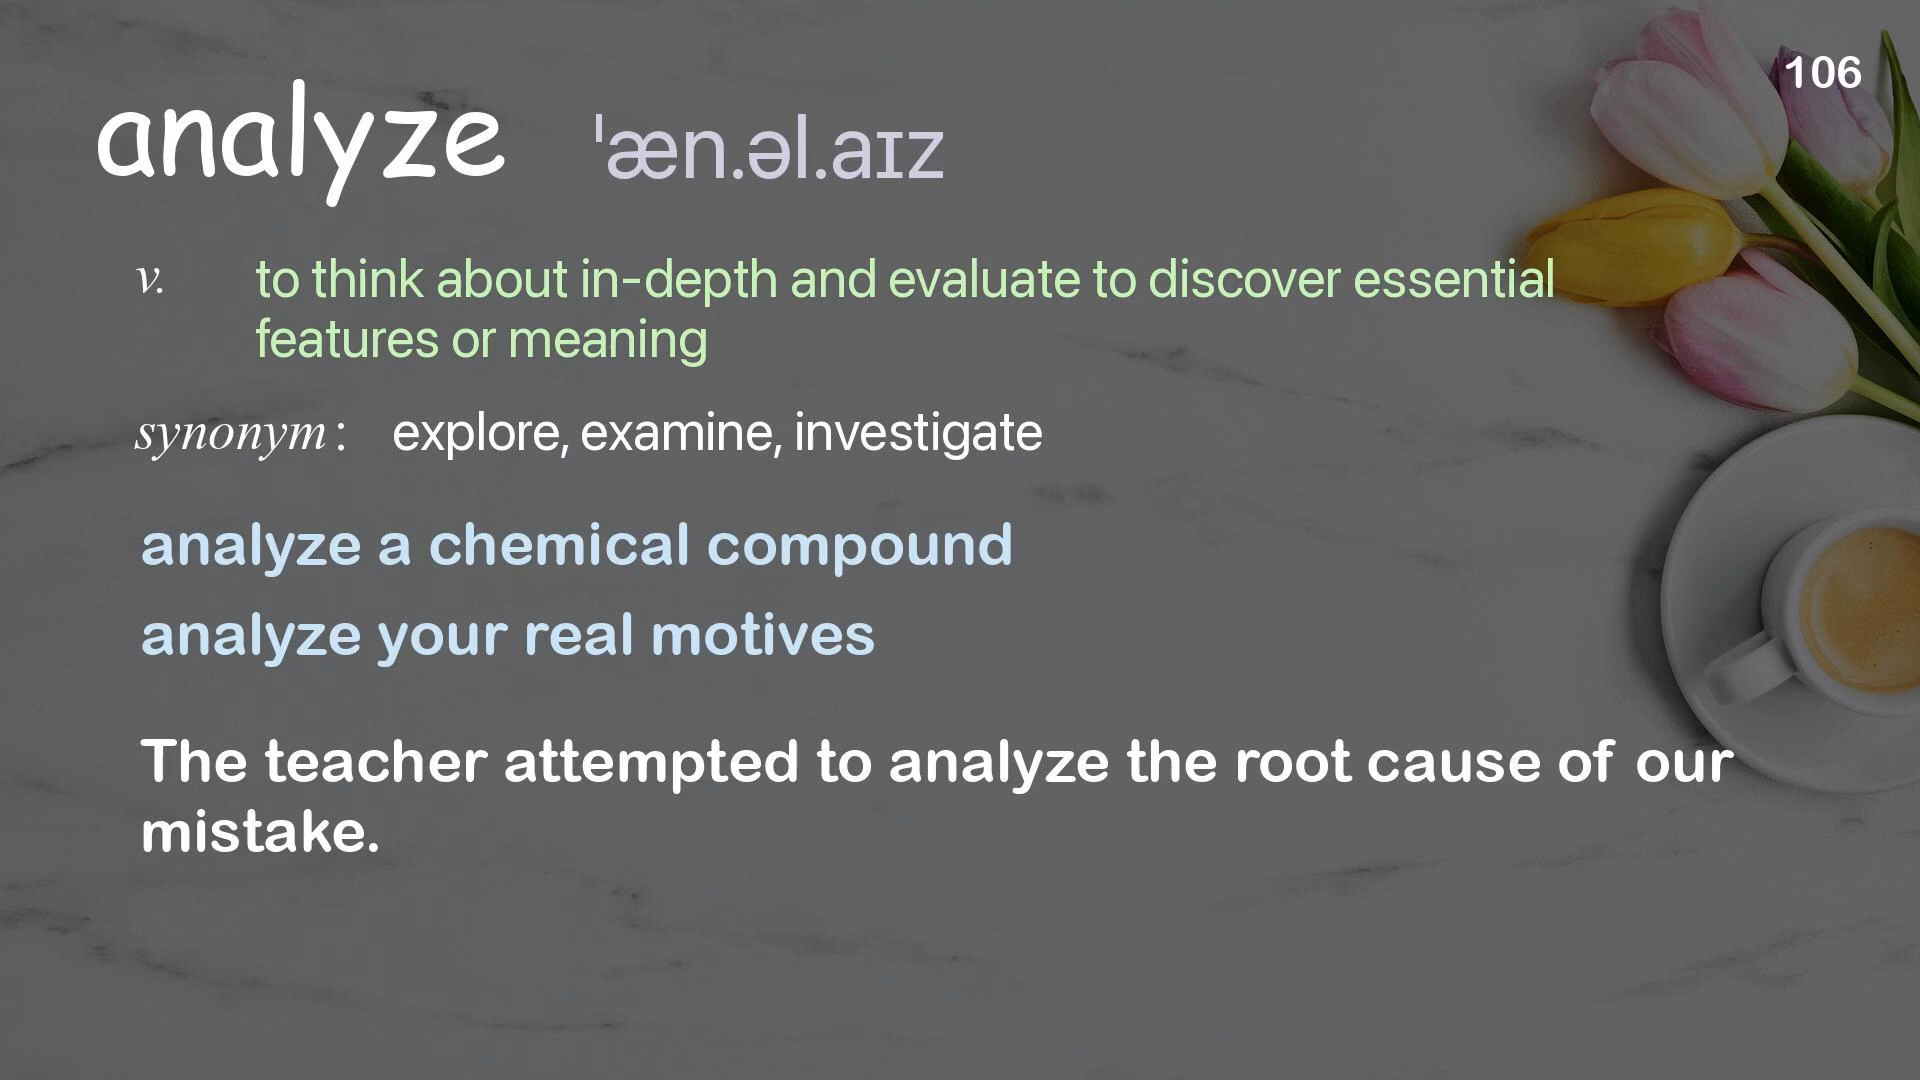 106
analyze ˈæn.əl.aɪz
v. to think about in-depth and evaluate to discover essential
features or meaning
synonym: explore, examine, investigate
analyze a chemical compound
analyze your real motives
The teacher attempted to analyze the root cause of our
mistake.